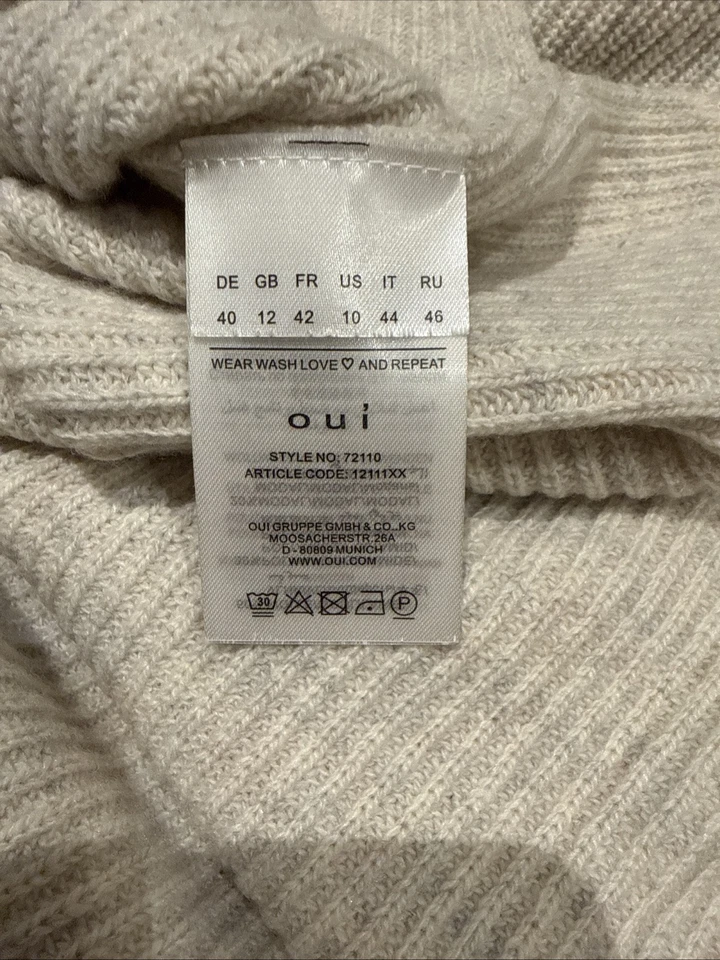 DE GB FR US IT RU
40 12 42 10 44 46
WEAR WASH LOVE ♡ AND REPEAT
ouí
STYLE NO: 72110
ARTICLE CODE: 12111XX
OUI GRUPPE GMBH & CO..KG
MOOSACHERSTR.26A
D - 80809 MUNICH
WWW.OUI.COM
30 P